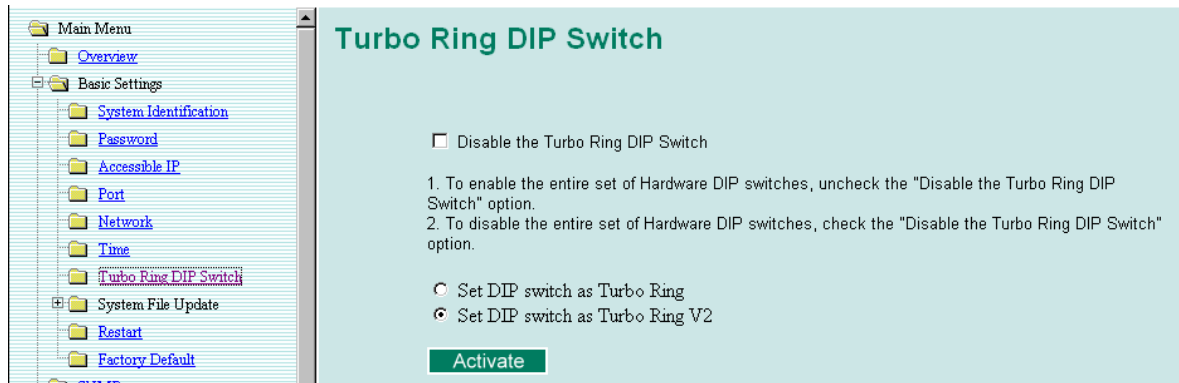 Main Menu
Overview
Basic Settings
System Identification
Password
Accessible IP
Port
Network
Time
Turbo Ring DIP Switch
System File Update
Restart
Factory Default
Turbo Ring DIP Switch
Disable the Turbo Ring DIP Switch
1. To enable the entire set of Hardware DIP switches, uncheck the "Disable the Turbo Ring DIP
Switch" option.
2. To disable the entire set of Hardware DIP switches, check the "Disable the Turbo Ring DIP Switch"
option.
Set DIP switch as Turbo Ring
Set DIP switch as Turbo Ring V2
Activate